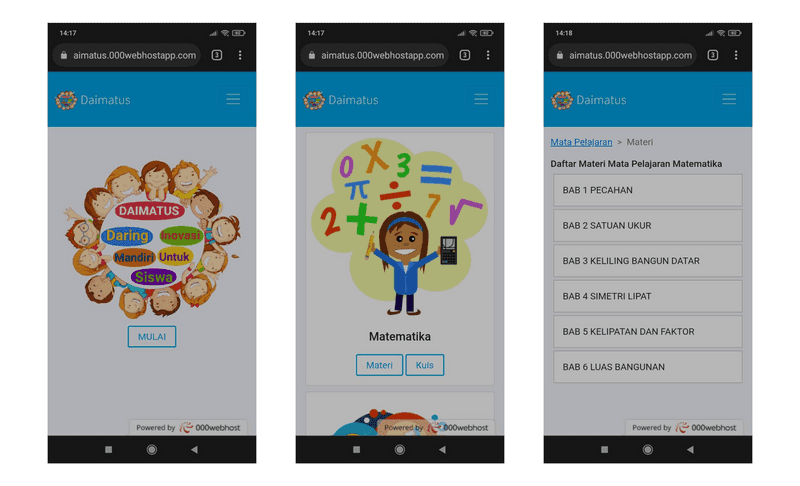 14:17
aimatus.000webhostapp.com
3
Daimatus
DAIMATUS
Daring Inovasi
Mandiri Untuk
Siswa
MULAI
Powered by 000webhost
14:17
aimatus.000webhostapp.com
3
Daimatus
0 X 3 =
π ÷ 7 √
2 +
Matematika
Materi Kuis
Powered by 000webhost
14:18
aimatus.000webhostapp.com
3
Daimatus
Mata Pelajaran > Materi
Daftar Materi Mata Pelajaran Matematika
BAB 1 PECAHAN
BAB 2 SATUAN UKUR
BAB 3 KELILING BANGUN DATAR
BAB 4 SIMETRI LIPAT
BAB 5 KELIPATAN DAN FAKTOR
BAB 6 LUAS BANGUNAN
Powered by 000webhost